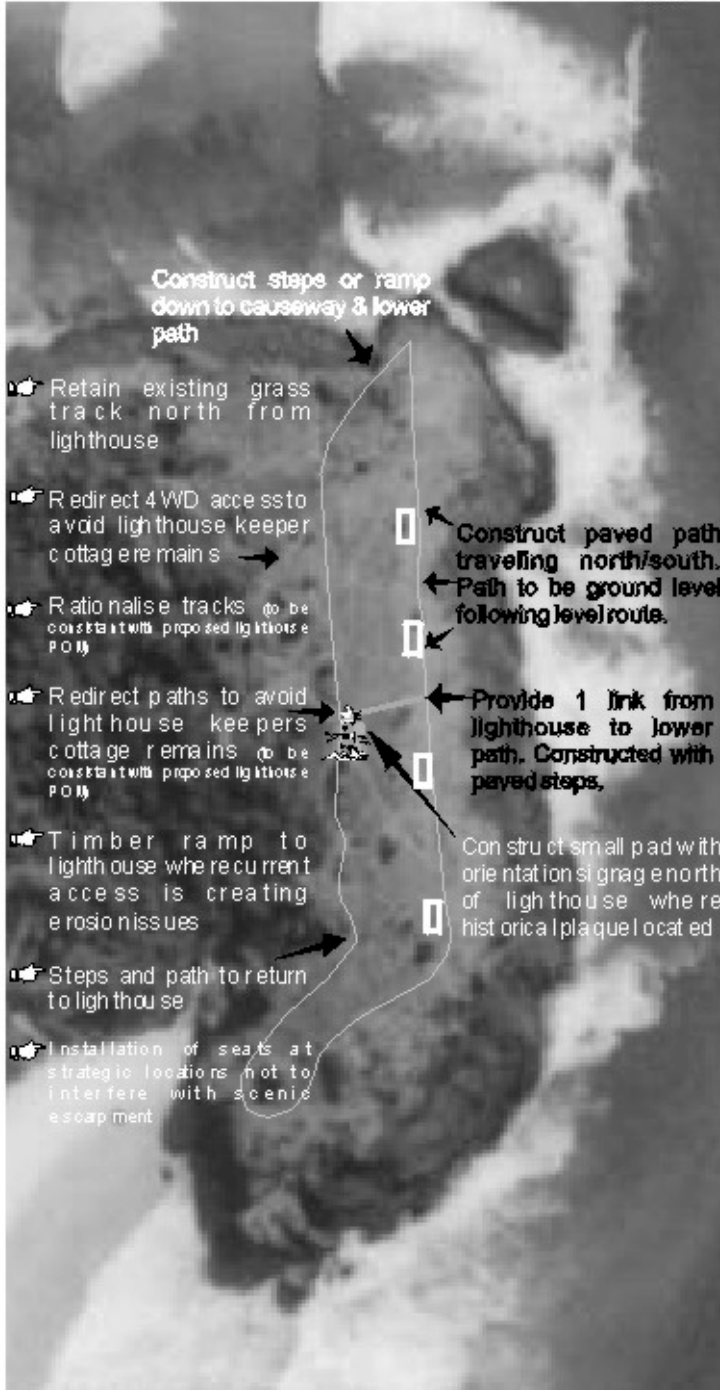 Construct steps or ramp
down to causeway & lower
path
Retain existing grass
track north from
lighthouse
Redirect 4WD access to
avoid lighthouse keeper
cottage remains
Rationalise tracks (to be
consistant with proposed lighthouse
POM)
Redirect paths to avoid
light house keepers
cottage remains (to be
consistant with proposed lighthouse
POM)
Timber ramp to
lighthouse where current
access is creating
erosion issues
Steps and path to return
to lighthouse
Installation of seats at
strategic locations not to
interfere with scenic
escarpment
Construct paved path
travelling north/south.
Path to be ground level
following level route.
Provide 1 link from
lighthouse to lower
path. Constructed with
paved steps.
Construct small pad with
orientation signage north
of lighthouse where
historical plaque located